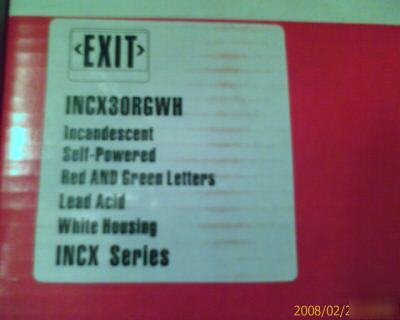 <EXIT>
INCX30RGWH
Incandescent
Self-Powered
Red AND Green Letters
Lead Acid
White Housing
INCX Series
2008/02/2